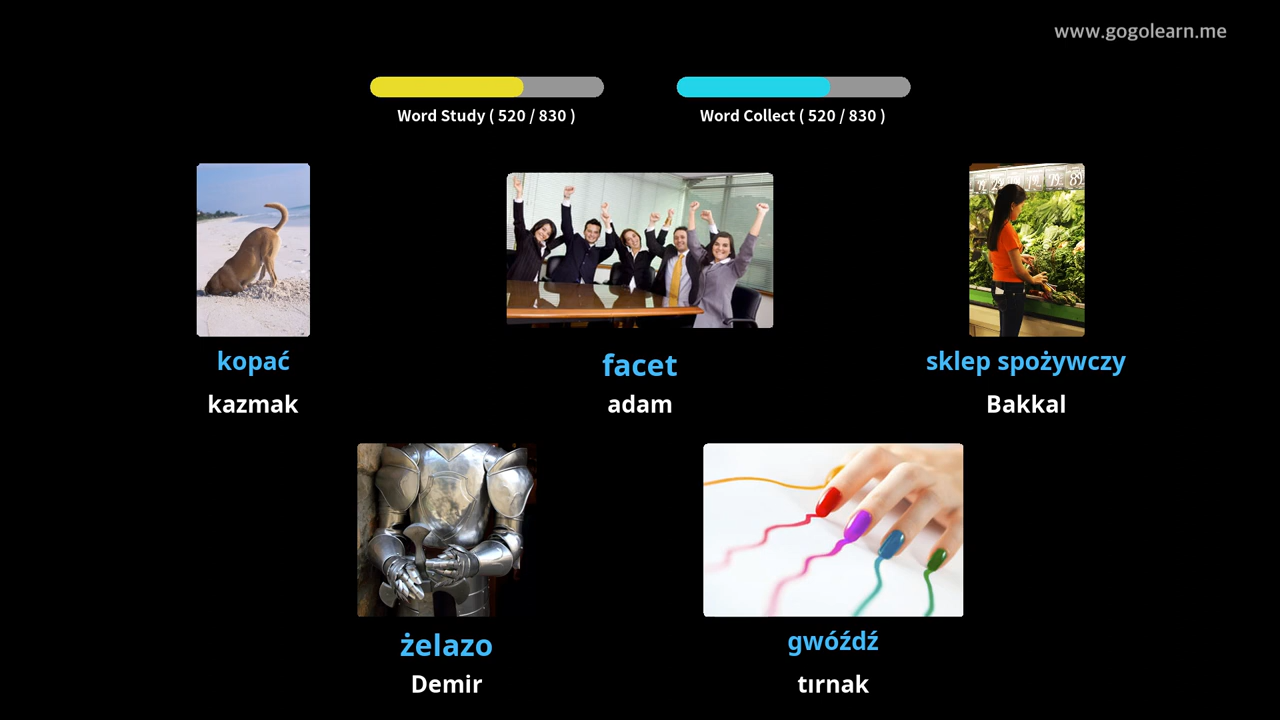 www.gogolearn.me
Word Study ( 520 / 830 )
Word Collect ( 520 / 830 )
kopać
kazmak
facet
adam
sklep spożywczy
Bakkal
żelazo
Demir
gwóźdź
tırnak